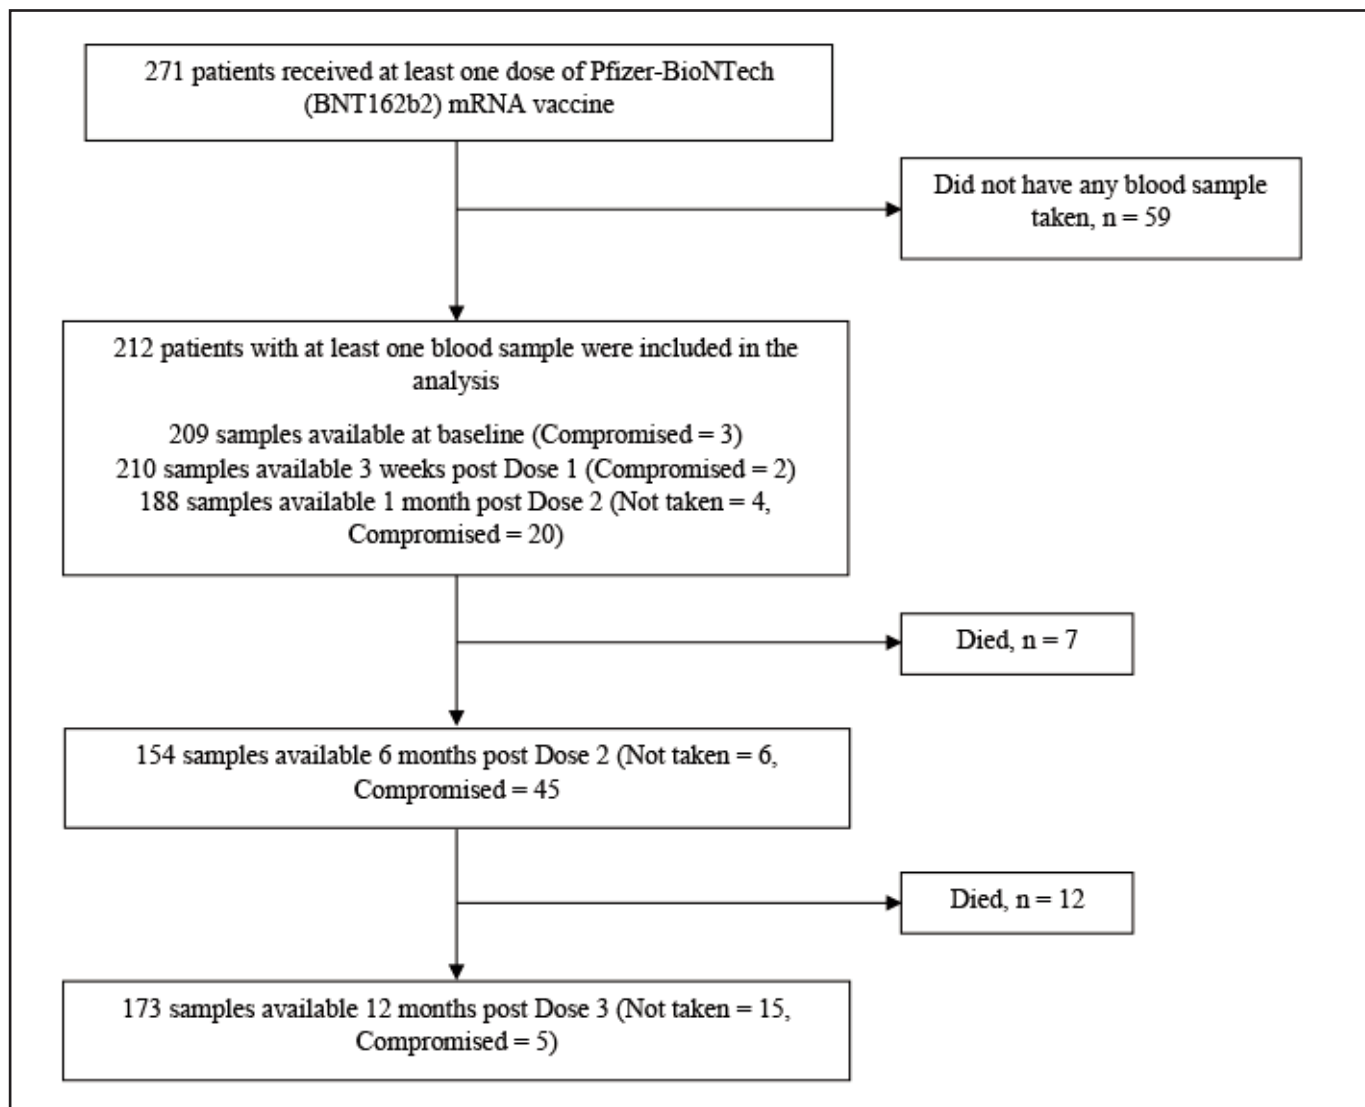 271 patients received at least one dose of Pfizer-BioNTech
(BNT162b2) mRNA vaccine
Did not have any blood sample
taken, n = 59
212 patients with at least one blood sample were included in the
analysis
209 samples available at baseline (Compromised = 3)
210 samples available 3 weeks post Dose 1 (Compromised = 2)
188 samples available 1 month post Dose 2 (Not taken = 4,
Compromised = 20)
Died, n = 7
154 samples available 6 months post Dose 2 (Not taken = 6,
Compromised = 45
Died, n = 12
173 samples available 12 months post Dose 3 (Not taken = 15,
Compromised = 5)